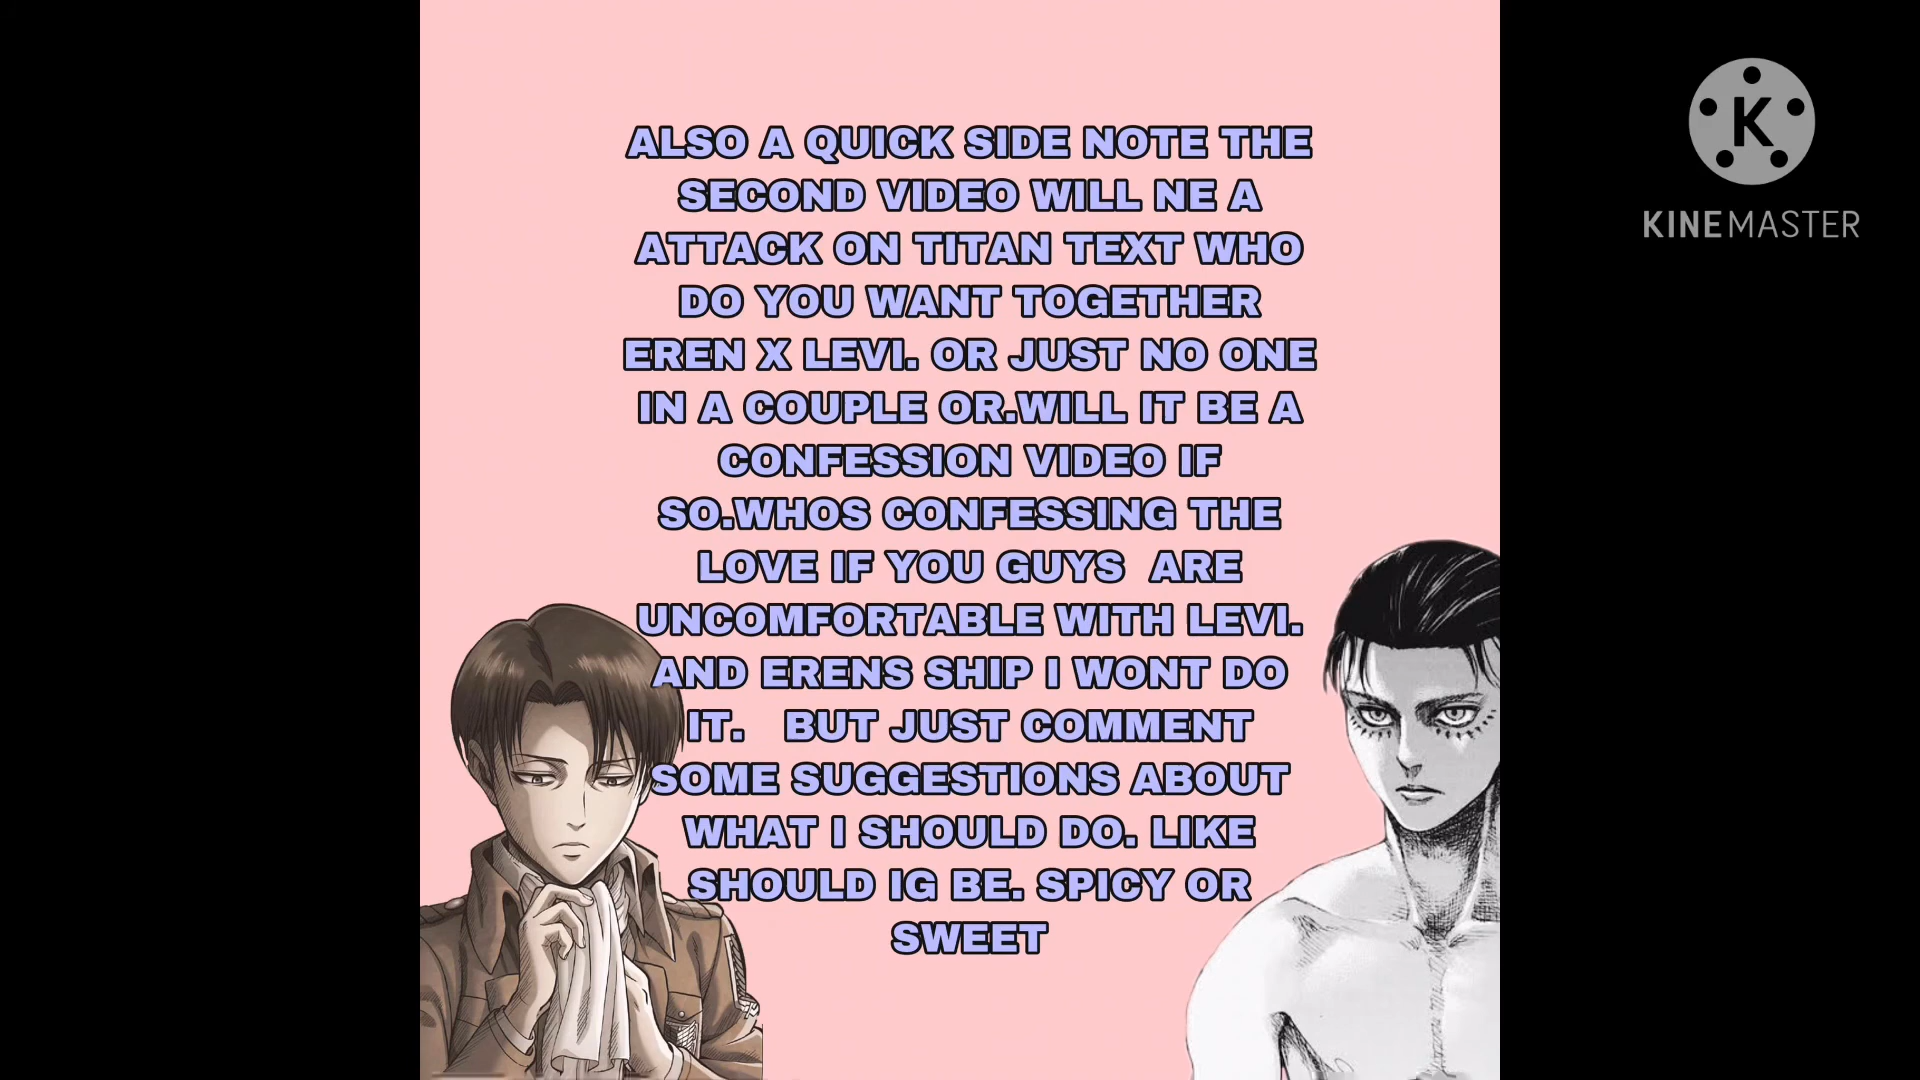 ALSO A QUICK SIDE NOTE THE
SECOND VIDEO WILL NE A
ATTACK ON TITAN TEXT WHO
DO YOU WANT TOGETHER
EREN X LEVI. OR JUST NO ONE
IN A COUPLE OR.WILL IT BE A
CONFESSION VIDEO IF
SO.WHOS CONFESSING THE
LOVE IF YOU GUYS  ARE
UNCOMFORTABLE WITH LEVI.
AND ERENS SHIP I WONT DO
IT.   BUT JUST COMMENT
SOME SUGGESTIONS ABOUT
WHAT I SHOULD DO. LIKE
SHOULD IG BE. SPICY OR
SWEET
K
KINEMASTER